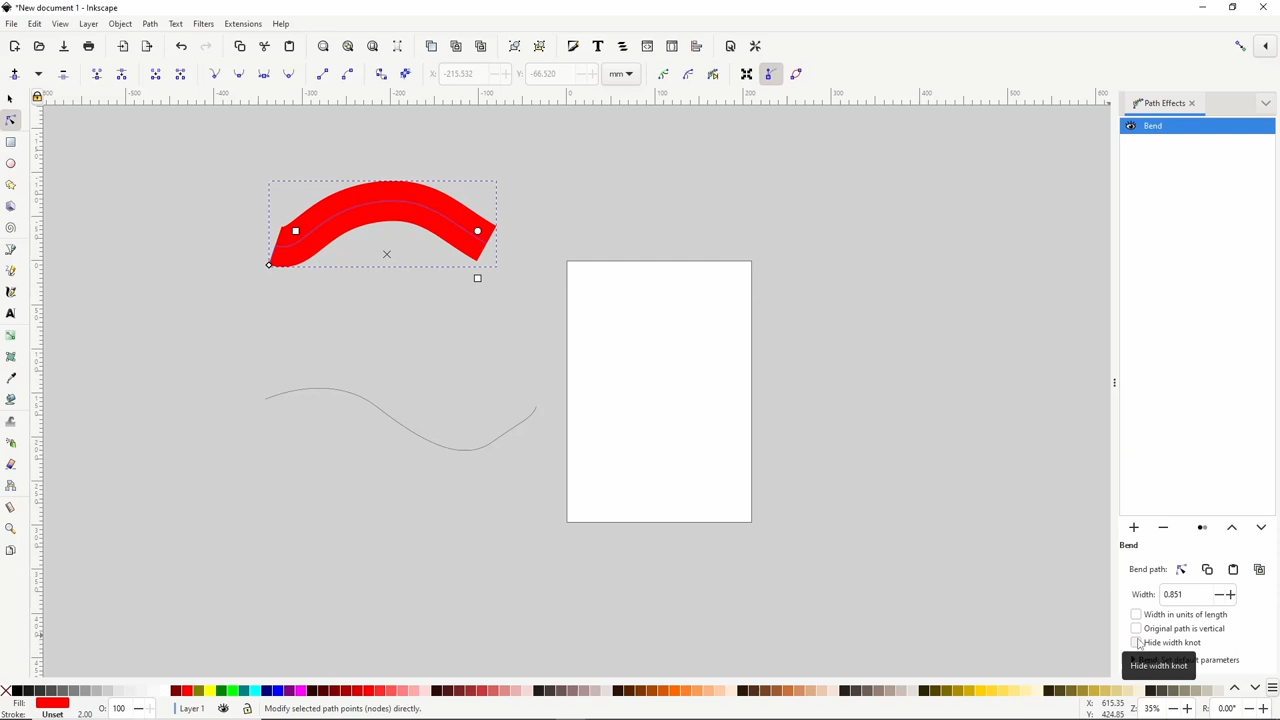 *New document 1 - Inkscape
File Edit View Layer Object Path Text Filters Extensions Help
X: -215.532 Y: -66.520 mm
-500 -400 -300 -200 -100 0 100 200 300 400 500 600
Path Effects
Bend
Bend
Bend path:
Width: 0.851
Width in units of length
Original path is vertical
Hide width knot
Hide width knot
Fill: O: 100 Layer 1 Modify selected path points (nodes) directly. X: 615.35 Z: 35% R: 0.00°
Stroke: Unset 2.00 Y: 424.85